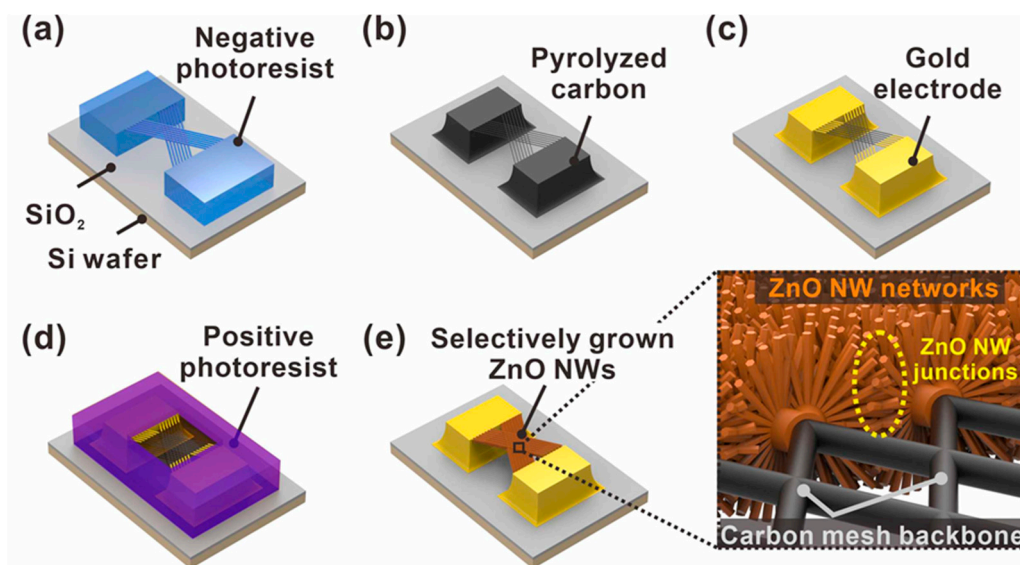 (a)
Negative
photoresist
SiO₂
Si wafer
(b)
Pyrolyzed
carbon
(c)
Gold
electrode
(d)
Positive
photoresist
(e)
Selectively grown
ZnO NWs
ZnO NW networks
ZnO NW
junctions
Carbon mesh backbone